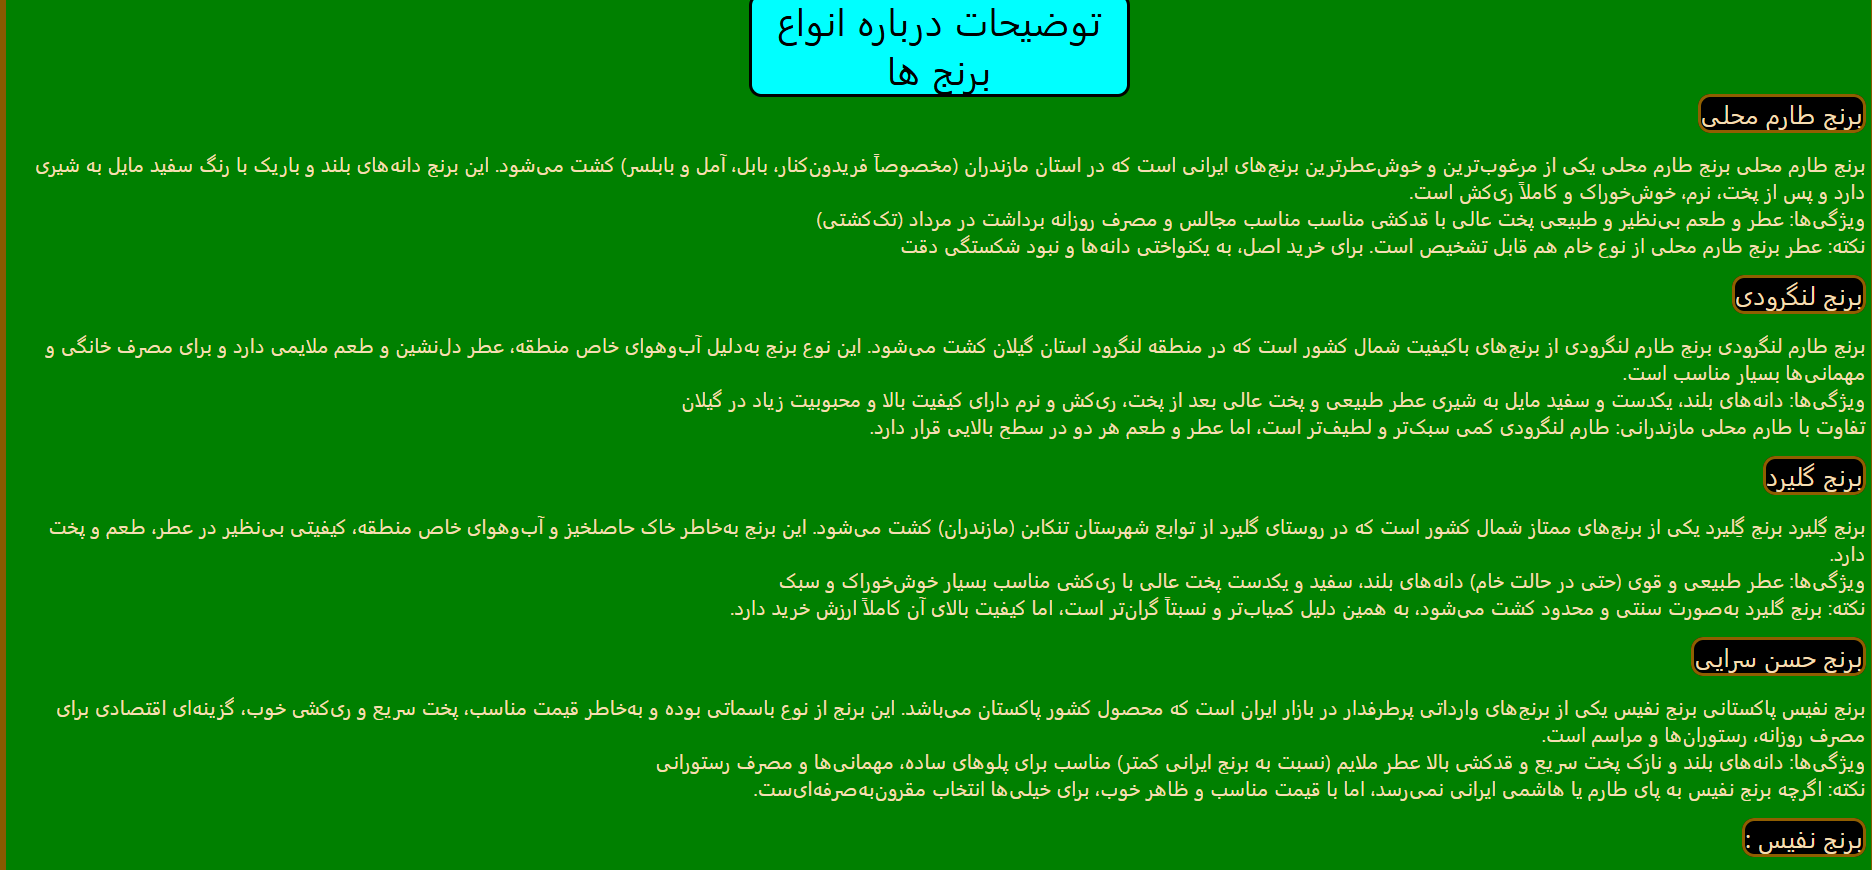 توضیحات درباره انواع
برنج ها
برنج طارم محلی
برنج طارم محلی برنج طارم محلی یکی از مرغوب‌ترین و خوش‌عطرترین برنج‌های ایرانی است که در استان مازندران (مخصوصاً فریدون‌کنار، بابل، آمل و بابلسر) کشت می‌شود. این برنج دانه‌های بلند و باریک با رنگ سفید مایل به شیری
دارد و پس از پخت، نرم، خوش‌خوراک و کاملاً ری‌کش است.
ویژگی‌ها: عطر و طعم بی‌نظیر و طبیعی پخت عالی با قدکشی مناسب مناسب مجالس و مصرف روزانه برداشت در مرداد (تک‌کشتی)
نکته: عطر برنج طارم محلی از نوع خام هم قابل تشخیص است. برای خرید اصل، به یکنواختی دانه‌ها و نبود شکستگی دقت
برنج لنگرودی
برنج طارم لنگرودی برنج طارم لنگرودی از برنج‌های باکیفیت شمال کشور است که در منطقه لنگرود استان گیلان کشت می‌شود. این نوع برنج به‌دلیل آب‌وهوای خاص منطقه، عطر دل‌نشین و طعم ملایمی دارد و برای مصرف خانگی و
مهمانی‌ها بسیار مناسب است.
ویژگی‌ها: دانه‌های بلند، یکدست و سفید مایل به شیری عطر طبیعی و پخت عالی بعد از پخت، ری‌کش و نرم دارای کیفیت بالا و محبوبیت زیاد در گیلان
تفاوت با طارم محلی مازندرانی: طارم لنگرودی کمی سبک‌تر و لطیف‌تر است، اما عطر و طعم هر دو در سطح بالایی قرار دارد.
برنج گلیرد
برنج گِلیرد برنج گِلیرد یکی از برنج‌های ممتاز شمال کشور است که در روستای گلیرد از توابع شهرستان تنکابن (مازندران) کشت می‌شود. این برنج به‌خاطر خاک حاصلخیز و آب‌وهوای خاص منطقه، کیفیتی بی‌نظیر در عطر، طعم و پخت
دارد.
ویژگی‌ها: عطر طبیعی و قوی (حتی در حالت خام) دانه‌های بلند، سفید و یکدست پخت عالی با ری‌کشی مناسب بسیار خوش‌خوراک و سبک
نکته: برنج گلیرد به‌صورت سنتی و محدود کشت می‌شود، به همین دلیل کمیاب‌تر و نسبتاً گران‌تر است، اما کیفیت بالای آن کاملاً ارزش خرید دارد.
برنج حسن سرایی
برنج نفیس پاکستانی برنج نفیس یکی از برنج‌های وارداتی پرطرفدار در بازار ایران است که محصول کشور پاکستان می‌باشد. این برنج از نوع باسماتی بوده و به‌خاطر قیمت مناسب، پخت سریع و ری‌کشی خوب، گزینه‌ای اقتصادی برای
مصرف روزانه، رستوران‌ها و مراسم است.
ویژگی‌ها: دانه‌های بلند و نازک پخت سریع و قدکشی بالا عطر ملایم (نسبت به برنج ایرانی کمتر) مناسب برای پلوهای ساده، مهمانی‌ها و مصرف رستورانی
نکته: اگرچه برنج نفیس به پای طارم یا هاشمی ایرانی نمی‌رسد، اما با قیمت مناسب و ظاهر خوب، برای خیلی‌ها انتخاب مقرون‌به‌صرفه‌ای‌ست.
برنج نفیس :